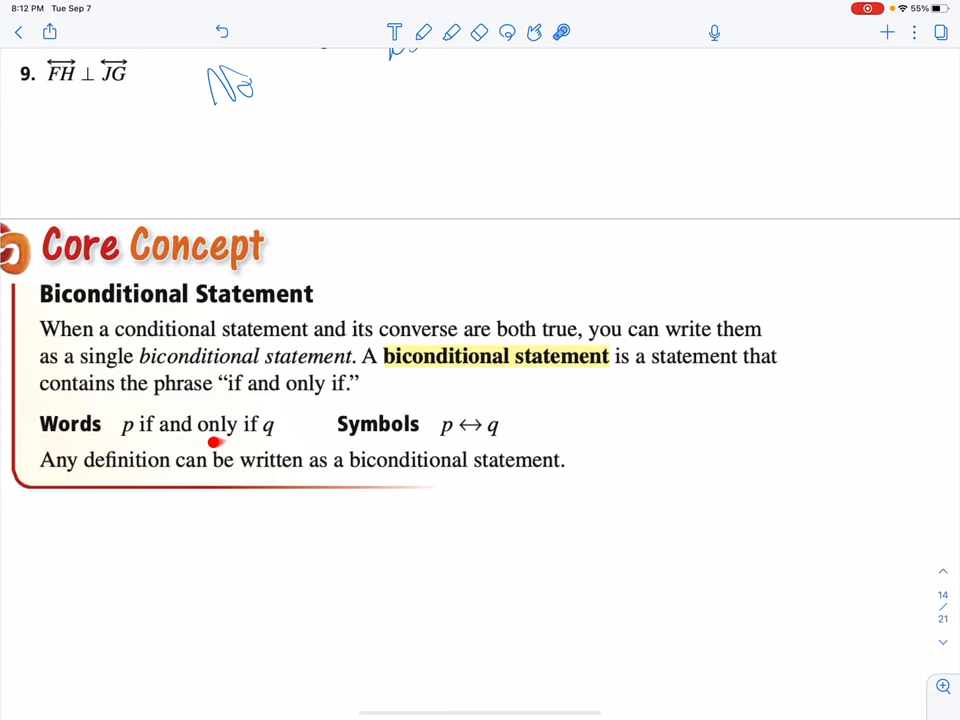 8:12 PM Tue Sep 7
55%
9. FH ⊥ JG
No
Core Concept
Biconditional Statement
When a conditional statement and its converse are both true, you can write them
as a single biconditional statement. A biconditional statement is a statement that
contains the phrase “if and only if.”
Words p if and only if q Symbols p ↔ q
Any definition can be written as a biconditional statement.
14
/
21